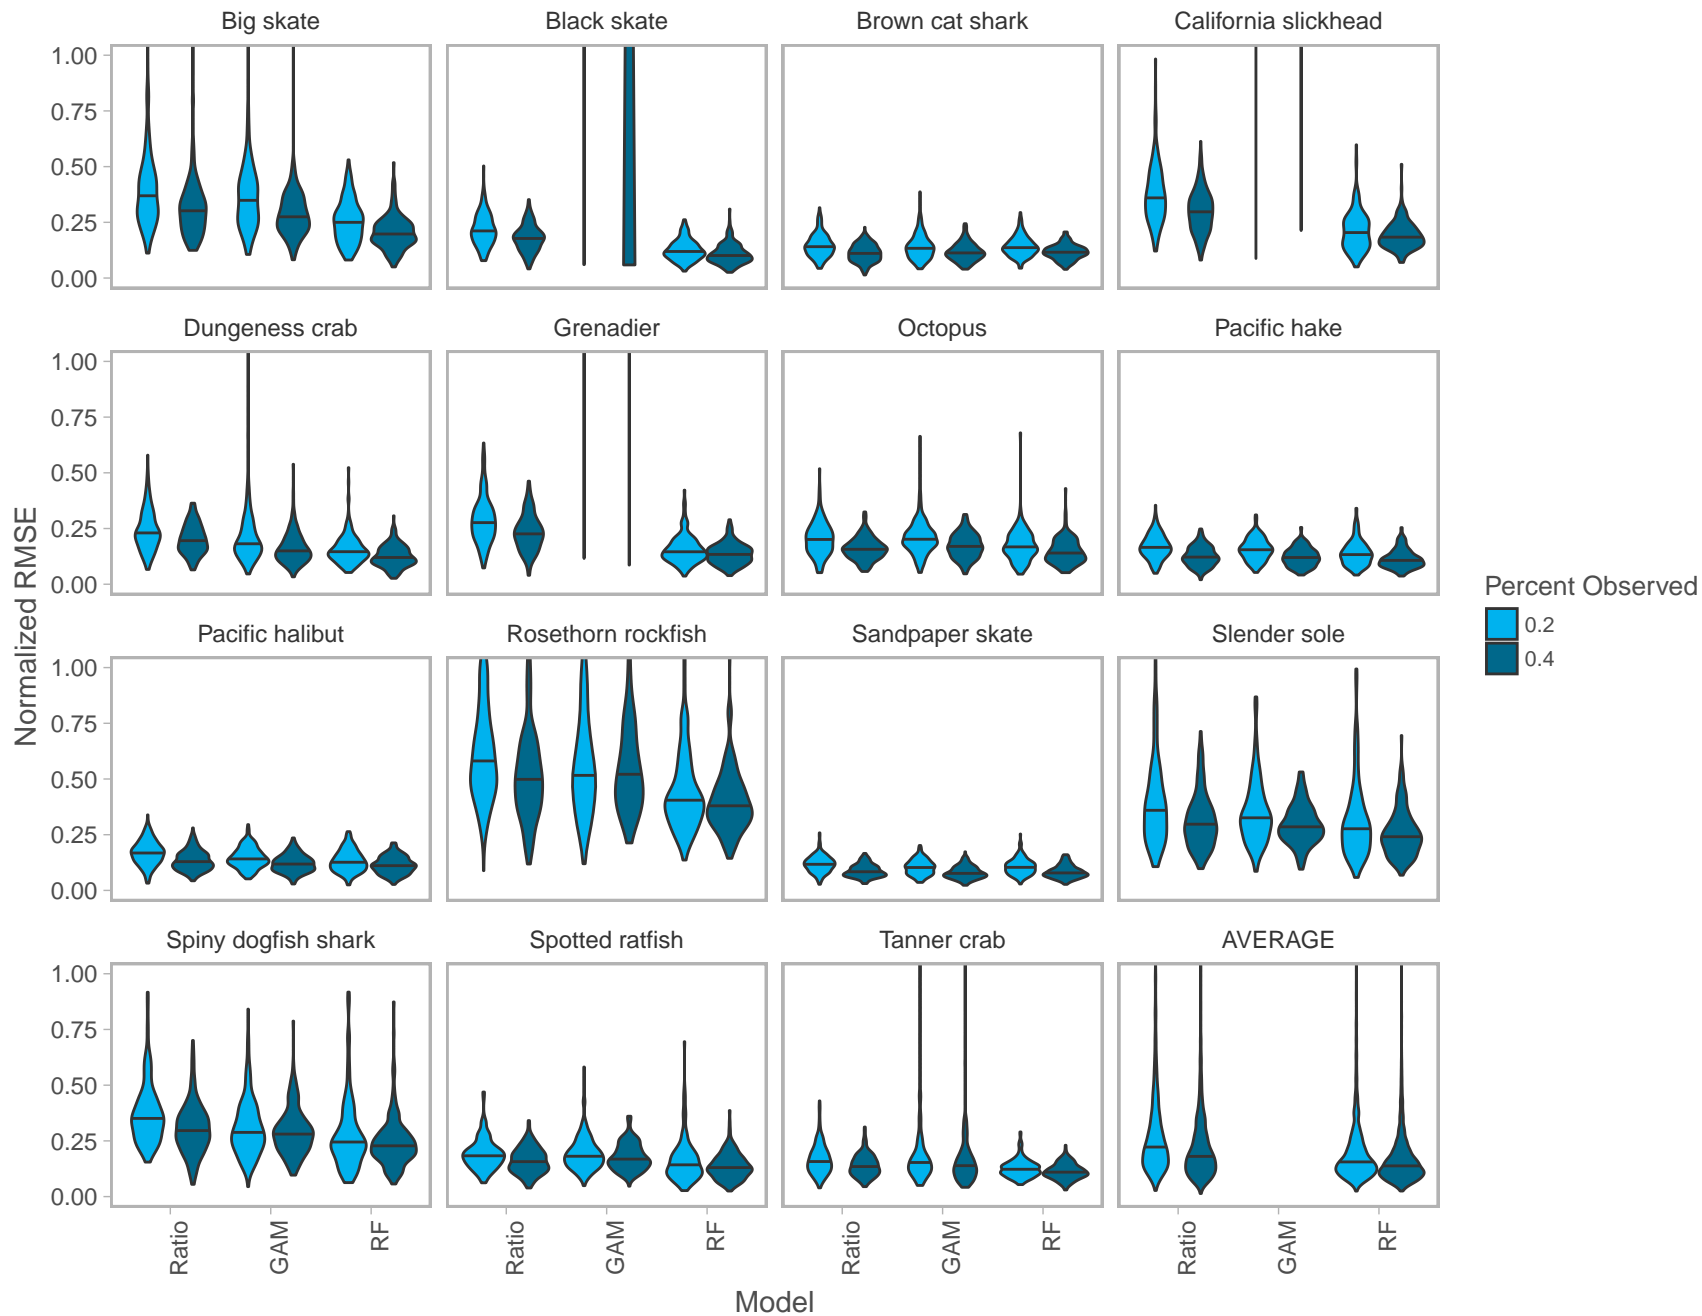 Big skate
Black skate
Brown cat shark
California slickhead
1.00
0.75
0.50
0.25
0.00
Dungeness crab
Grenadier
Octopus
Pacific hake
1.00
0.75
0.50
0.25
0.00
Pacific halibut
Rosethorn rockfish
Sandpaper skate
Slender sole
1.00
0.75
0.50
0.25
0.00
Spiny dogfish shark
Spotted ratfish
Tanner crab
AVERAGE
1.00
0.75
0.50
0.25
0.00
Ratio
GAM
RF
Ratio
GAM
RF
Ratio
GAM
RF
Ratio
GAM
RF
Model
Normalized RMSE
Percent Observed
0.2
0.4